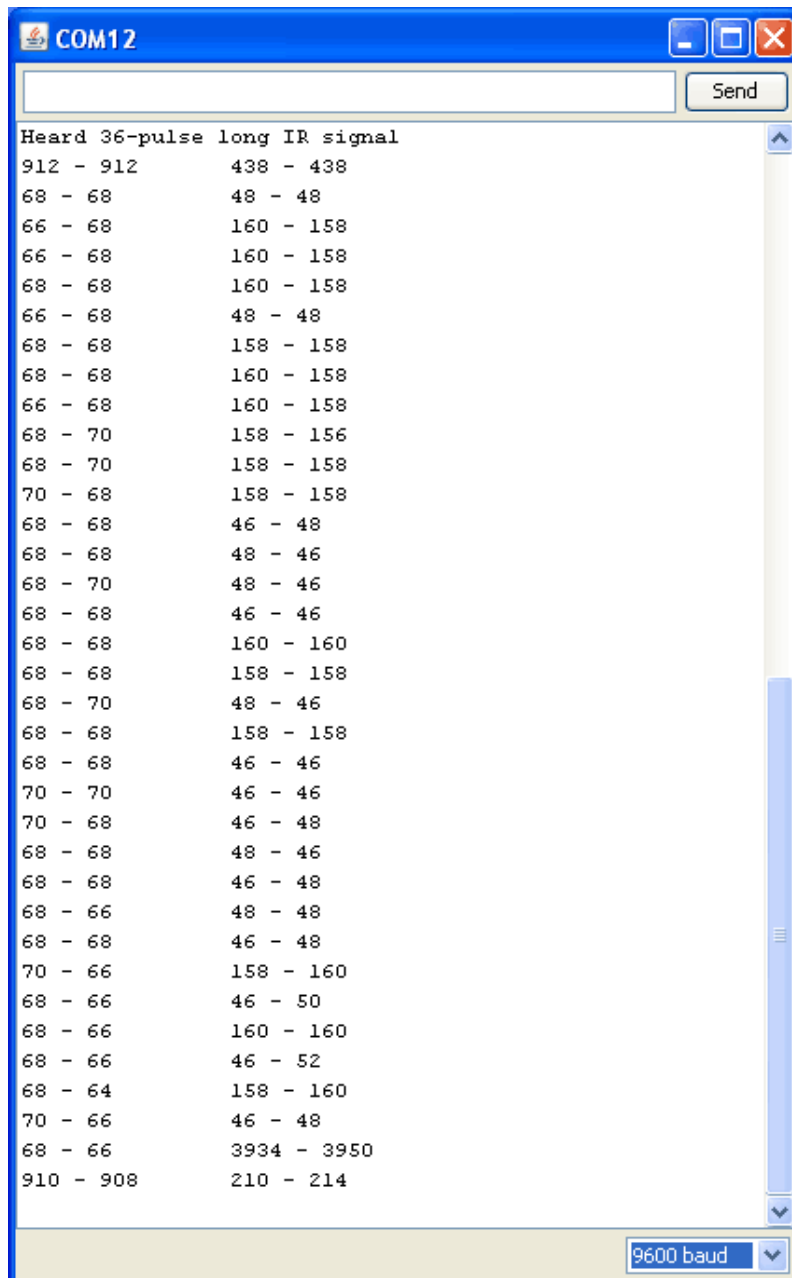 COM12
Send
Heard 36-pulse long IR signal
912 - 912 438 - 438
68 - 68 48 - 48
66 - 68 160 - 158
66 - 68 160 - 158
68 - 68 160 - 158
66 - 68 48 - 48
68 - 68 158 - 158
68 - 68 160 - 158
66 - 68 160 - 158
68 - 70 158 - 156
68 - 70 158 - 158
70 - 68 158 - 158
68 - 68 46 - 48
68 - 68 48 - 46
68 - 70 48 - 46
68 - 68 46 - 46
68 - 68 160 - 160
68 - 68 158 - 158
68 - 70 48 - 46
68 - 68 158 - 158
68 - 68 46 - 46
70 - 70 46 - 46
70 - 68 46 - 48
68 - 68 48 - 46
68 - 68 46 - 48
68 - 66 48 - 48
68 - 68 46 - 48
70 - 66 158 - 160
68 - 66 46 - 50
68 - 66 160 - 160
68 - 66 46 - 52
68 - 64 158 - 160
70 - 66 46 - 48
68 - 66 3934 - 3950
910 - 908 210 - 214
9600 baud